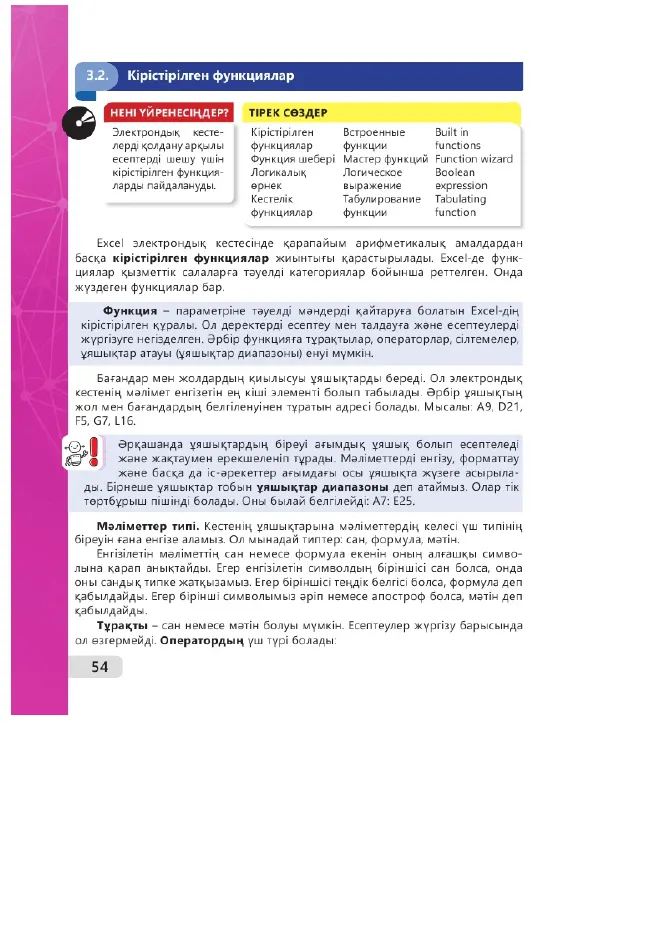 3.2. Кірістірілген функциялар
НЕНІ ҮЙРЕНЕСІҢДЕР?
Электрондық кесте-
лерді қолдану арқылы
есептерді шешу үшін
кірістірілген функция-
ларды пайдалануды.
ТІРЕК СӨЗДЕР
Кірістірілген Встроенные Built in
функциялар функции functions
Функция шебері Мастер функций Function wizard
Логикалық Логическое Boolean
өрнек выражение expression
Кестелік Табулирование Tabulating
функциялар функции function
Excel электрондық кестесінде қарапайым арифметикалық амалдардан
басқа кірістірілген функциялар жиынтығы қарастырылады. Excel-де функ-
циялар қызметтік салаларға тәуелді категориялар бойынша реттелген. Онда
жүздеген функциялар бар.
Функция – параметріне тәуелді мәндерді қайтаруға болатын Excel-дің
кірістірілген құралы. Ол деректерді есептеу мен талдауға және есептеулерді
жүргізуге негізделген. Әрбір функцияға тұрақтылар, операторлар, сілтемелер,
ұяшықтар атауы (ұяшықтар диапазоны) енуі мүмкін.
Бағандар мен жолдардың қиылысуы ұяшықтарды береді. Ол электрондық
кестенің мәлімет енгізетін ең кіші элементі болып табылады. Әрбір ұяшықтың
жол мен бағандардың белгіленуінен тұратын адресі болады. Мысалы: A9, D21,
F5, G7, L16.
Әрқашанда ұяшықтардың біреуі ағымдық ұяшық болып есептеледі
және жақтаумен ерекшеленіп тұрады. Мәліметтерді енгізу, форматтау
және басқа да іс-әрекеттер ағымдағы осы ұяшықта жүзеге асырыла-
ды. Бірнеше ұяшықтар тобын ұяшықтар диапазоны деп атаймыз. Олар тік
төртбұрыш пішінді болады. Оны былай белгілейді: A7: E25.
Мәліметтер типі. Кестенің ұяшықтарына мәліметтердің келесі үш типінің
біреуін ғана енгізе аламыз. Ол мынадай типтер: сан, формула, мәтін.
Енгізілетін мәліметтің сан немесе формула екенін оның алғашқы симво-
лына қарап анықтайды. Егер енгізілетін символдың біріншісі сан болса, онда
оны сандық типке жатқызамыз. Егер біріншісі теңдік белгісі болса, формула деп
қабылдайды. Егер бірінші символымыз әріп немесе апостроф болса, мәтін деп
қабылдайды.
Тұрақты – сан немесе мәтін болуы мүмкін. Есептеулер жүргізу барысында
ол өзгермейді. Оператордың үш түрі болады:
54